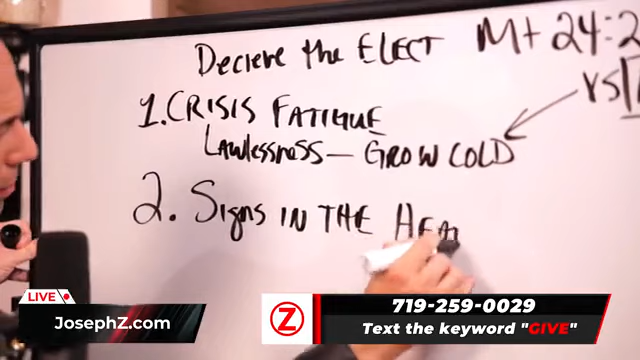 Decieve the ELECT Mt 24:2
1. CRISIS FATIGUE vs
Lawlessness — GROW COLD
2. Signs IN THE HEA
LIVE
JosephZ.com
Z
719-259-0029
Text the keyword "GIVE"